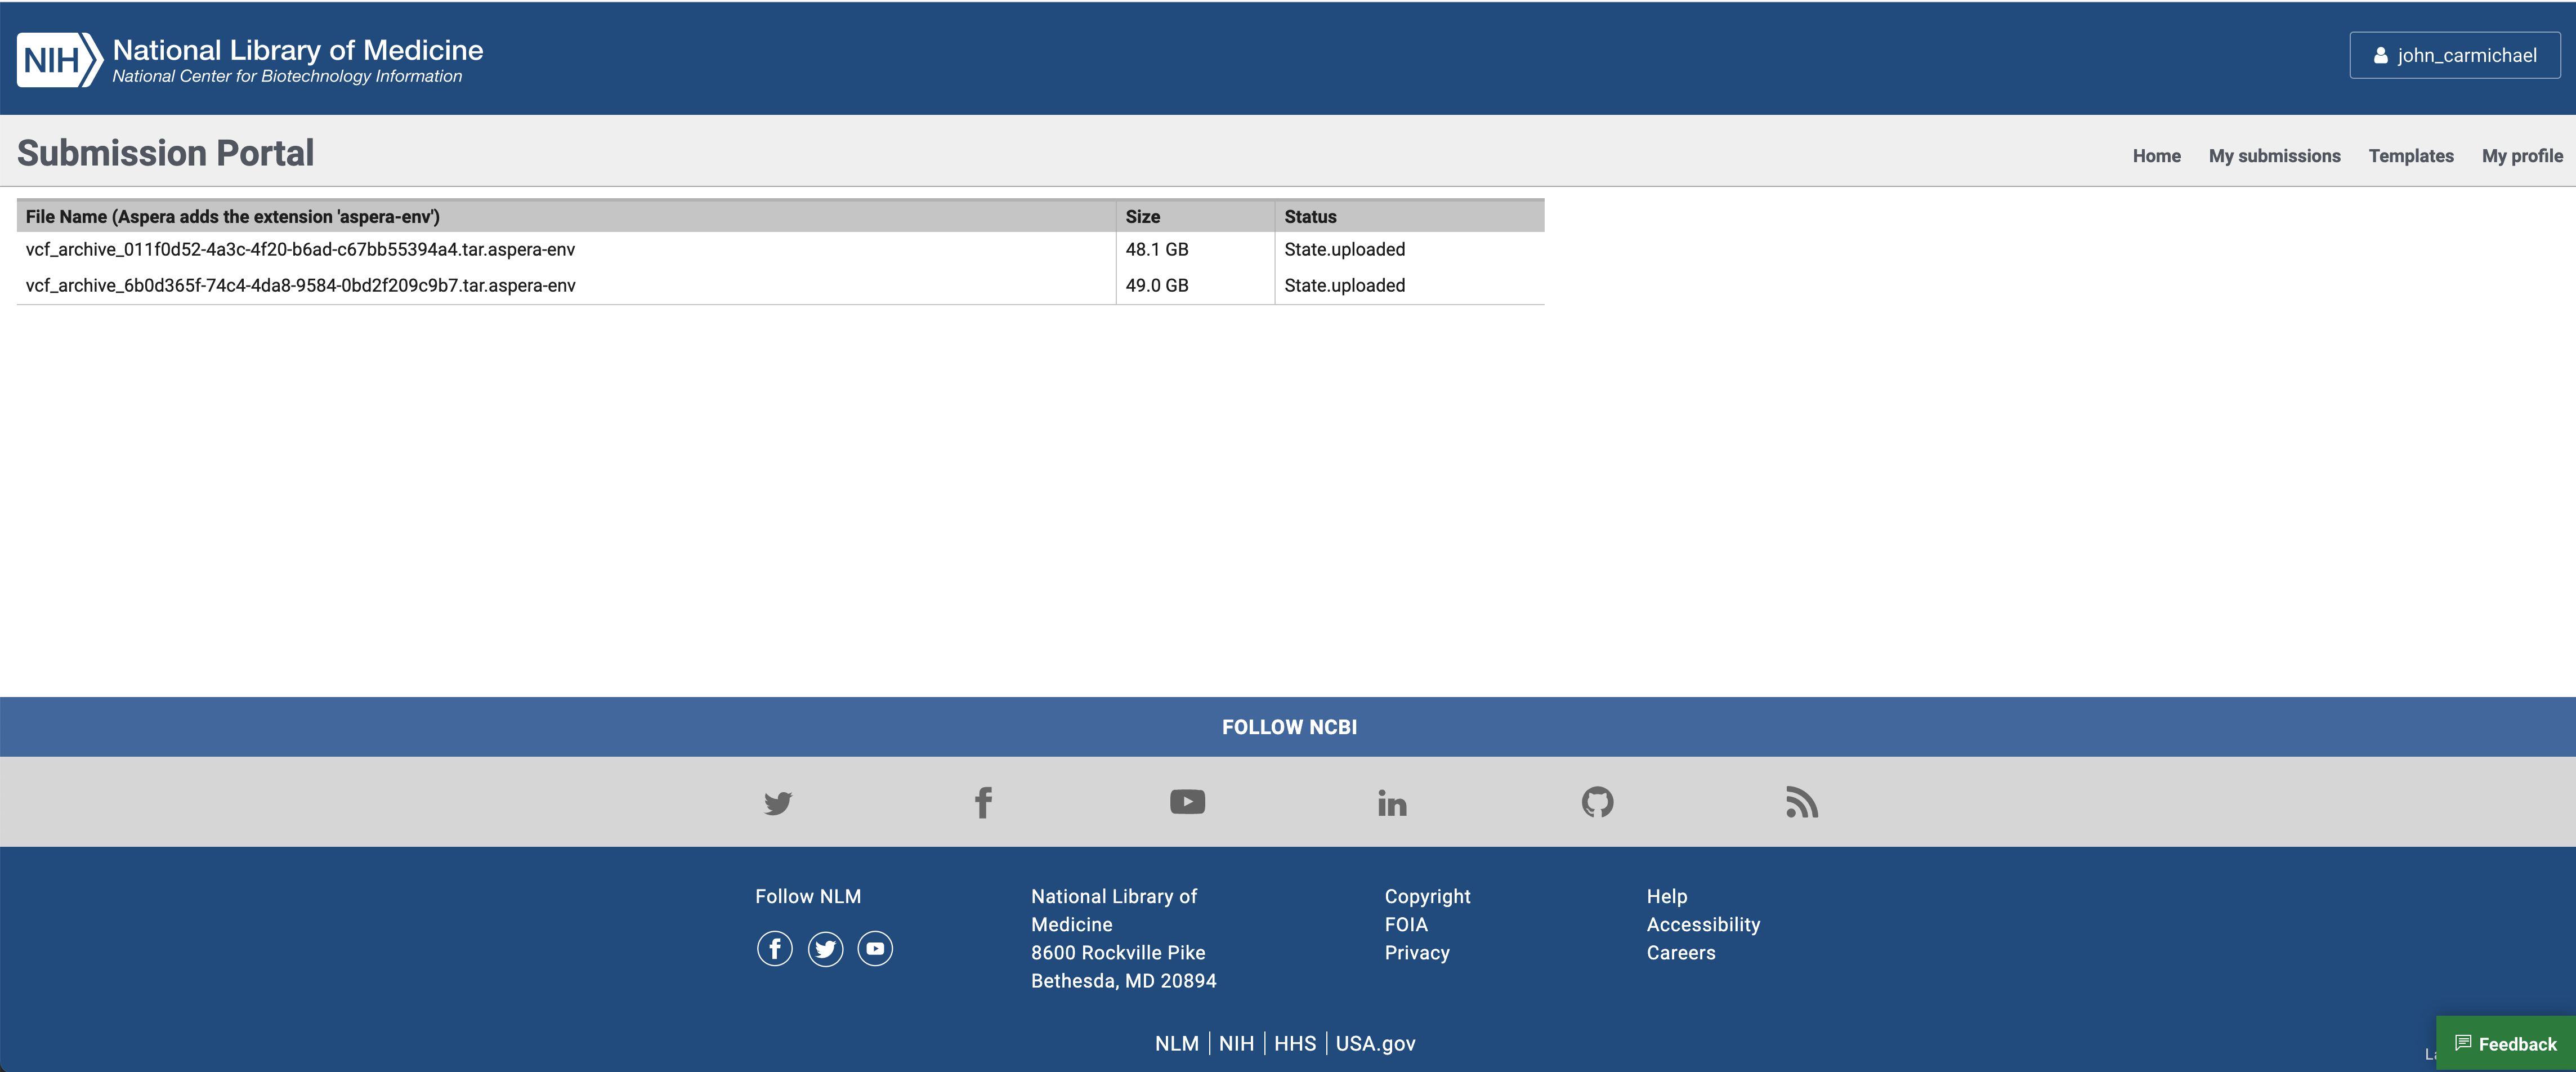 NIH National Library of Medicine
National Center for Biotechnology Information
john_carmichael
Submission Portal
Home My submissions Templates My profile
File Name (Aspera adds the extension 'aspera-env') Size Status
vcf_archive_011f0d52-4a3c-4f20-b6ad-c67bb55394a4.tar.aspera-env 48.1 GB State.uploaded
vcf_archive_6b0d365f-74c4-4da8-9584-0bd2f209c9b7.tar.aspera-env 49.0 GB State.uploaded
FOLLOW NCBI
Follow NLM
National Library of
Medicine
8600 Rockville Pike
Bethesda, MD 20894
Copyright
FOIA
Privacy
Help
Accessibility
Careers
NLM NIH HHS USA.gov
Feedback